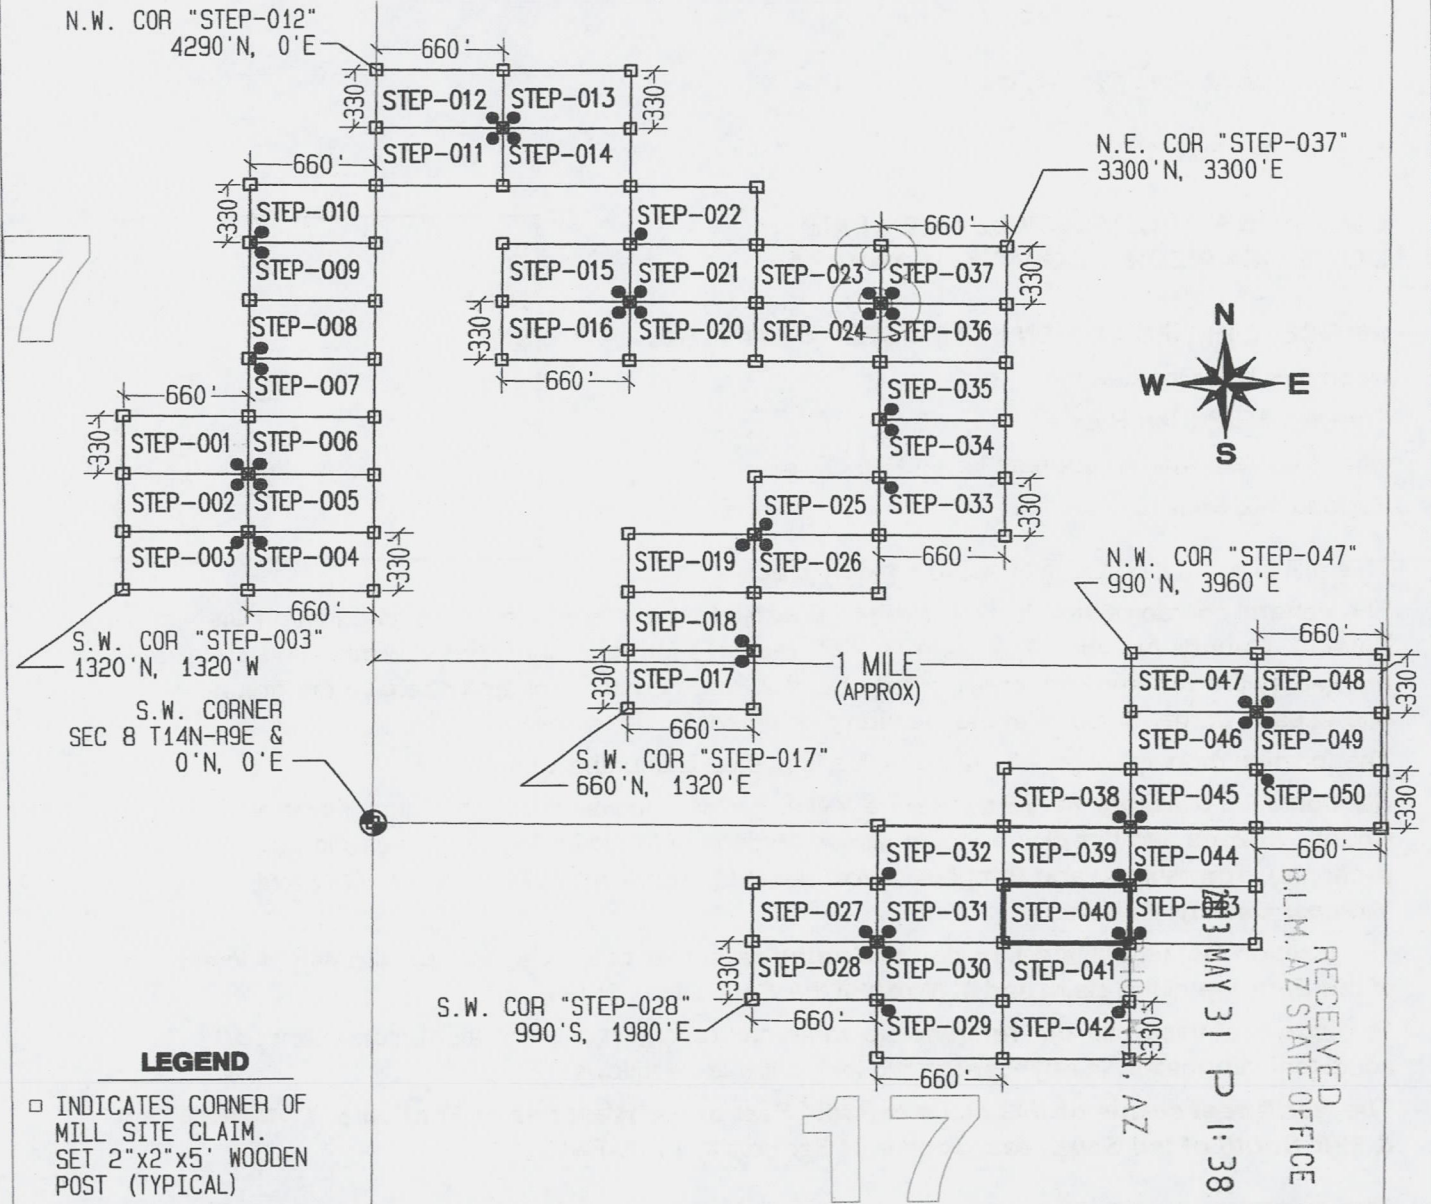 N.W. COR "STEP-012"
4290'N, 0'E
660'
330
STEP-012
STEP-013
330
STEP-011
STEP-014
N.E. COR "STEP-037"
3300'N, 3300'E
660'
330
STEP-010
STEP-009
STEP-022
660'
7
8
STEP-015
STEP-021
STEP-023
STEP-037
330
330
STEP-016
STEP-020
STEP-024
STEP-036
660'
STEP-008
STEP-007
STEP-035
STEP-034
N
W
E
S
660'
330
STEP-001
STEP-006
STEP-002
STEP-005
STEP-003
STEP-004
330
660'
STEP-025
STEP-033
330
660'
STEP-019
STEP-026
STEP-018
STEP-017
330
660'
S.W. COR "STEP-003"
1320'N, 1320'W
1 MILE
(APPROX)
N.W. COR "STEP-047"
990'N, 3960'E
660'
STEP-047
STEP-048
330
STEP-046
STEP-049
S.W. CORNER
SEC 8 T14N-R9E &
0'N, 0'E
S.W. COR "STEP-017"
660'N, 1320'E
STEP-038
STEP-045
STEP-050
330
660'
STEP-032
STEP-039
STEP-044
STEP-027
STEP-031
STEP-040
STEP-043
330
STEP-028
STEP-030
STEP-041
660'
STEP-029
STEP-042
330
660'
S.W. COR "STEP-028"
990'S, 1980'E
17
RECEIVED
B.L.M. AZ STATE OFFICE
MAY 31 P 1:38
, AZ
LEGEND
□ INDICATES CORNER OF
MILL SITE CLAIM.
SET 2"x2"x5' WOODEN
POST (TYPICAL)